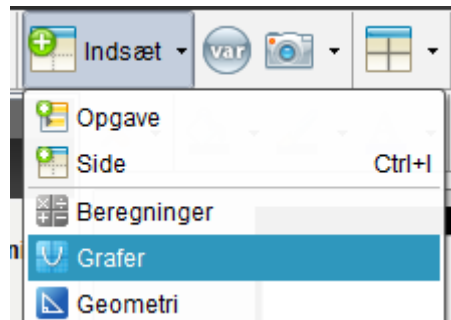 Indsæt var
Opgave
Side Ctrl+I
Beregninger
Grafer
Geometri